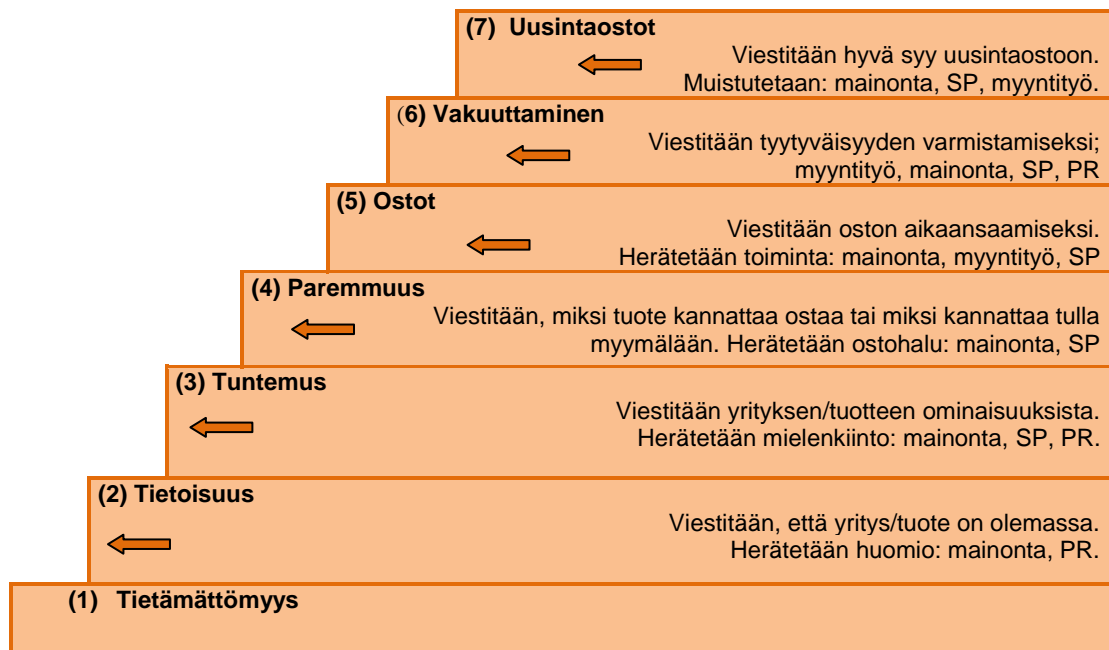 (7) Uusintaostot
Viestitään hyvä syy uusintaostoon.
Muistutetaan: mainonta, SP, myyntityö.
(6) Vakuuttaminen
Viestitään tyytyväisyyden varmistamiseksi;
myyntityö, mainonta, SP, PR
(5) Ostot
Viestitään oston aikaansaamiseksi.
Herätetään toiminta: mainonta, myyntityö, SP
(4) Paremmuus
Viestitään, miksi tuote kannattaa ostaa tai miksi kannattaa tulla
myymälään. Herätetään ostohalu: mainonta, SP
(3) Tuntemus
Viestitään yrityksen/tuotteen ominaisuuksista.
Herätetään mielenkiinto: mainonta, SP, PR.
(2) Tietoisuus
Viestitään, että yritys/tuote on olemassa.
Herätetään huomio: mainonta, PR.
(1) Tietämättömyys